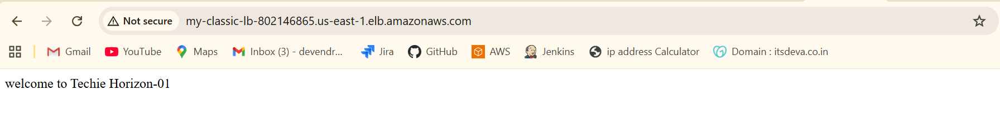 Not secure my-classic-lb-802146865.us-east-1.elb.amazonaws.com
Gmail YouTube Maps Inbox (3) - devendr... Jira GitHub AWS Jenkins ip address Calculator Domain : itsdeva.co.in
welcome to Techie Horizon-01